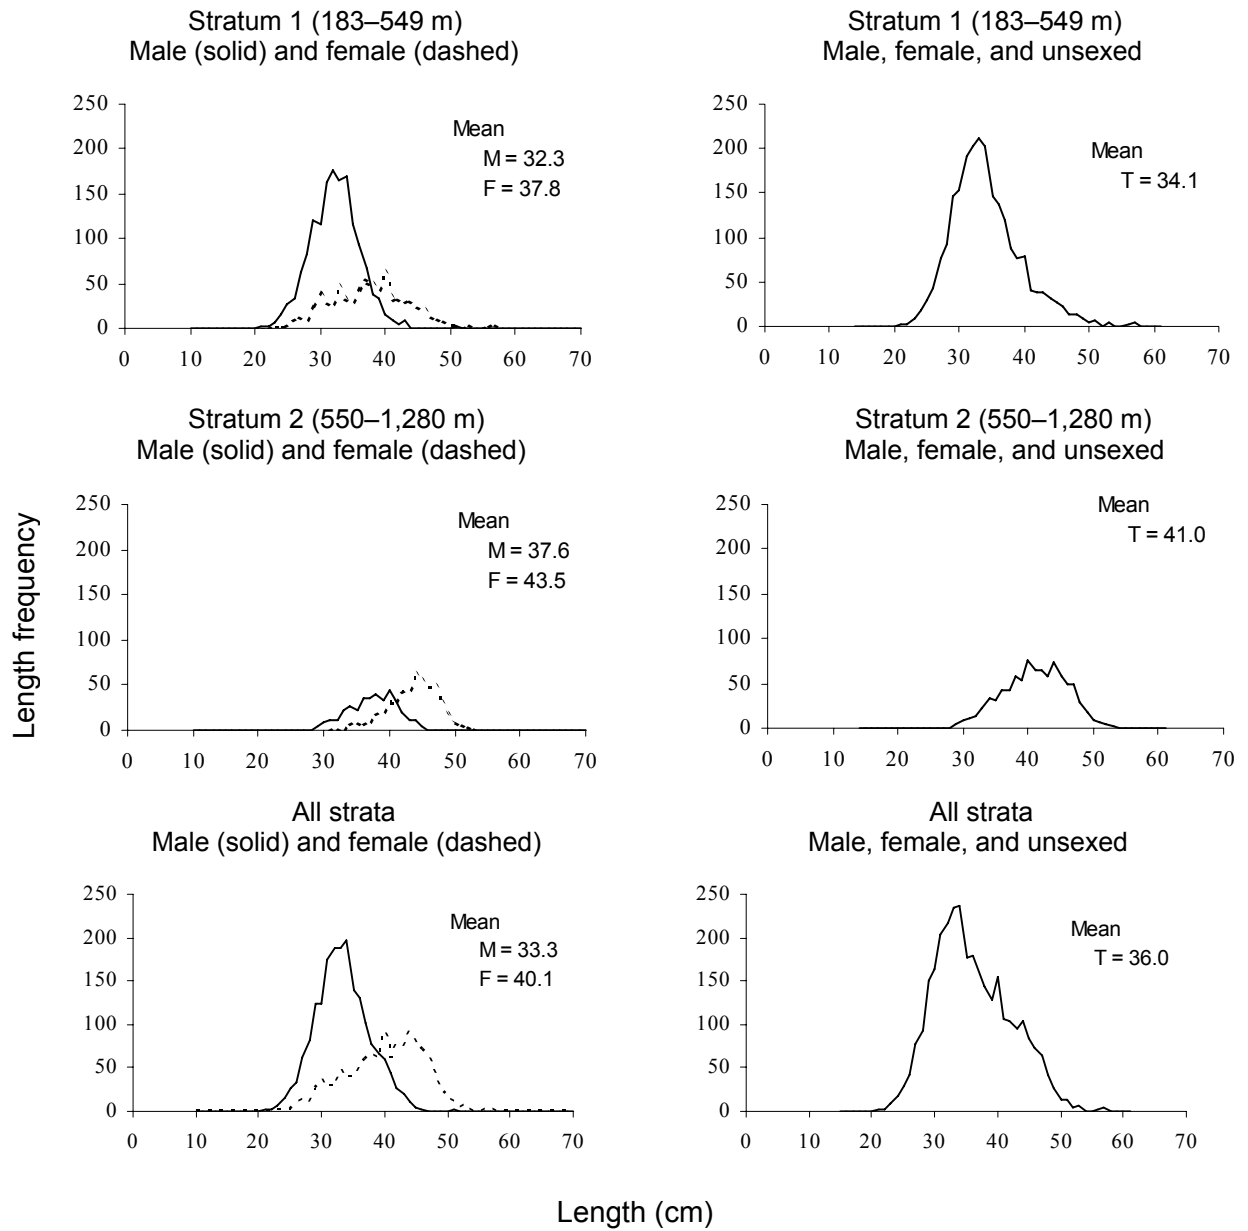 Stratum 1 (183–549 m)
Male (solid) and female (dashed)
250
200
150
100
50
0
Mean
M = 32.3
F = 37.8
0 10 20 30 40 50 60 70
Stratum 1 (183–549 m)
Male, female, and unsexed
250
200
150
100
50
0
Mean
T = 34.1
0 10 20 30 40 50 60 70
Stratum 2 (550–1,280 m)
Male (solid) and female (dashed)
250
200
150
100
50
0
Mean
M = 37.6
F = 43.5
0 10 20 30 40 50 60 70
Stratum 2 (550–1,280 m)
Male, female, and unsexed
250
200
150
100
50
0
Mean
T = 41.0
0 10 20 30 40 50 60 70
Length frequency
All strata
Male (solid) and female (dashed)
250
200
150
100
50
0
Mean
M = 33.3
F = 40.1
0 10 20 30 40 50 60 70
All strata
Male, female, and unsexed
250
200
150
100
50
0
Mean
T = 36.0
0 10 20 30 40 50 60 70
Length (cm)